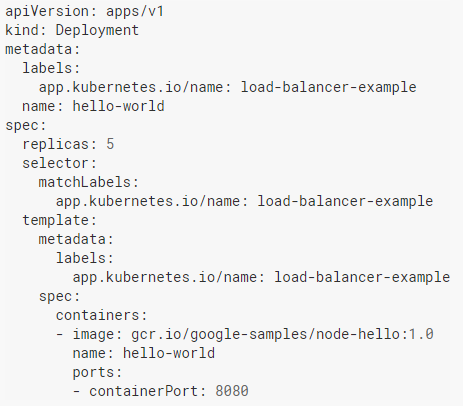 apiVersion: apps/v1
kind: Deployment
metadata:
  labels:
    app.kubernetes.io/name: load-balancer-example
  name: hello-world
spec:
  replicas: 5
  selector:
    matchLabels:
      app.kubernetes.io/name: load-balancer-example
  template:
    metadata:
      labels:
        app.kubernetes.io/name: load-balancer-example
    spec:
      containers:
      - image: gcr.io/google-samples/node-hello:1.0
        name: hello-world
        ports:
        - containerPort: 8080